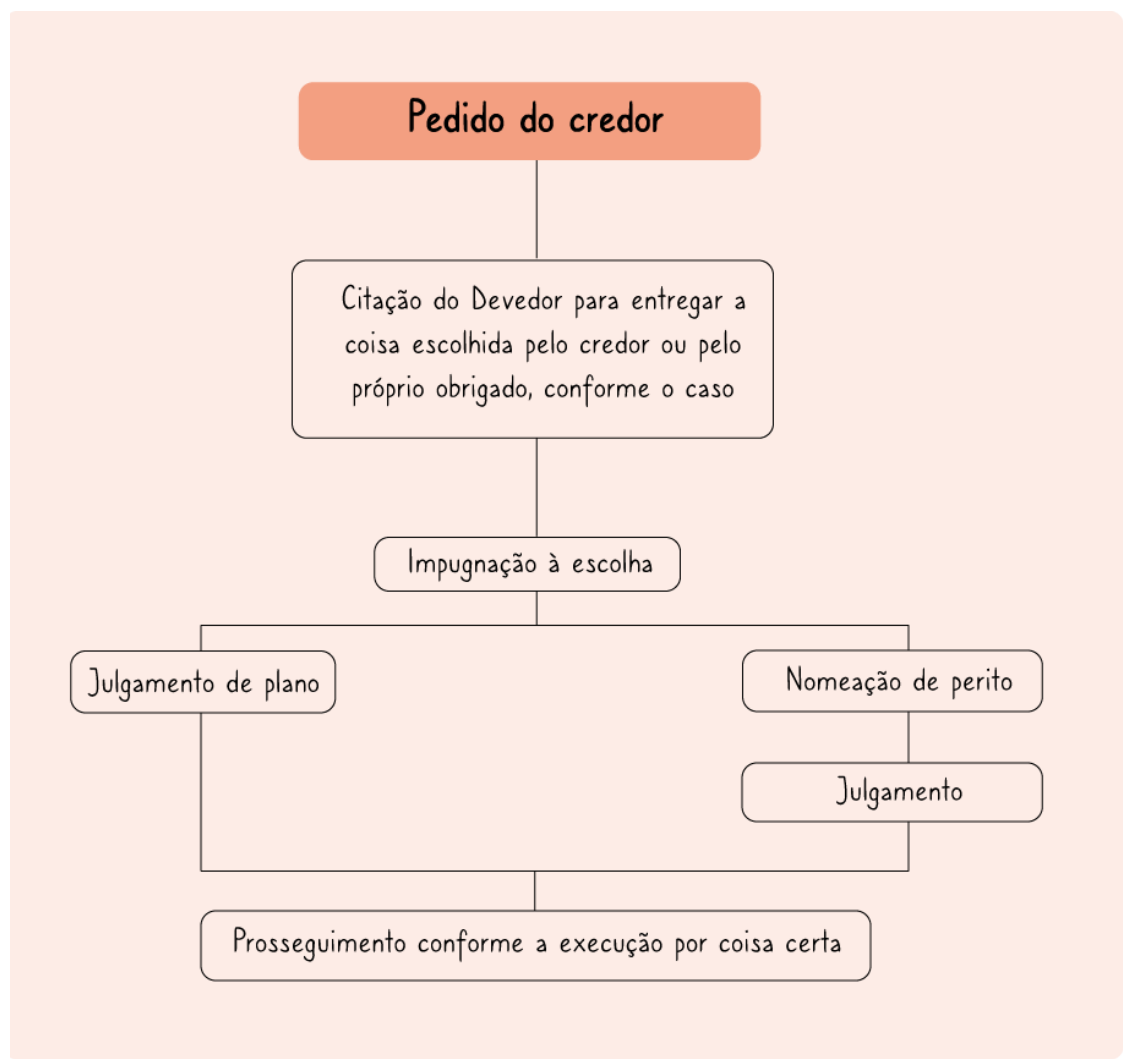 Pedido do credor
Citação do Devedor para entregar a
coisa escolhida pelo credor ou pelo
próprio obrigado, conforme o caso
Impugnação à escolha
Julgamento de plano
Nomeação de perito
Julgamento
Prosseguimento conforme a execução por coisa certa